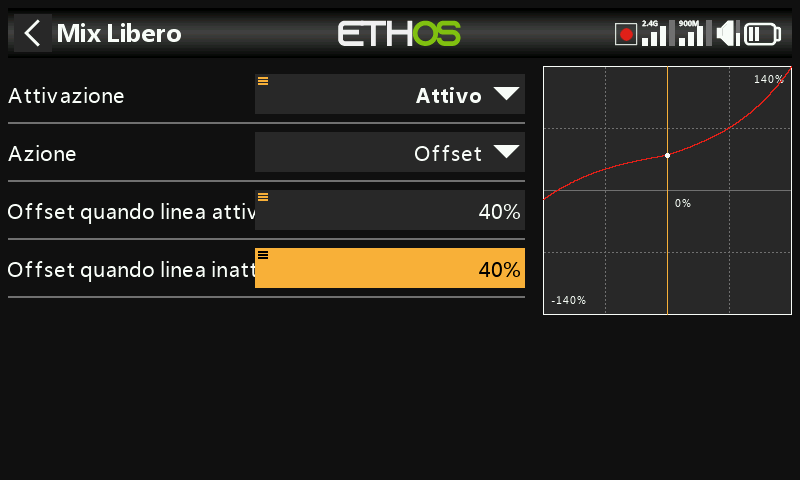 Mix Libero
ETHOS
2.4G
900M
Attivazione
Attivo
Azione
Offset
Offset quando linea attiv
40%
Offset quando linea inatt
40%
140%
0%
-140%